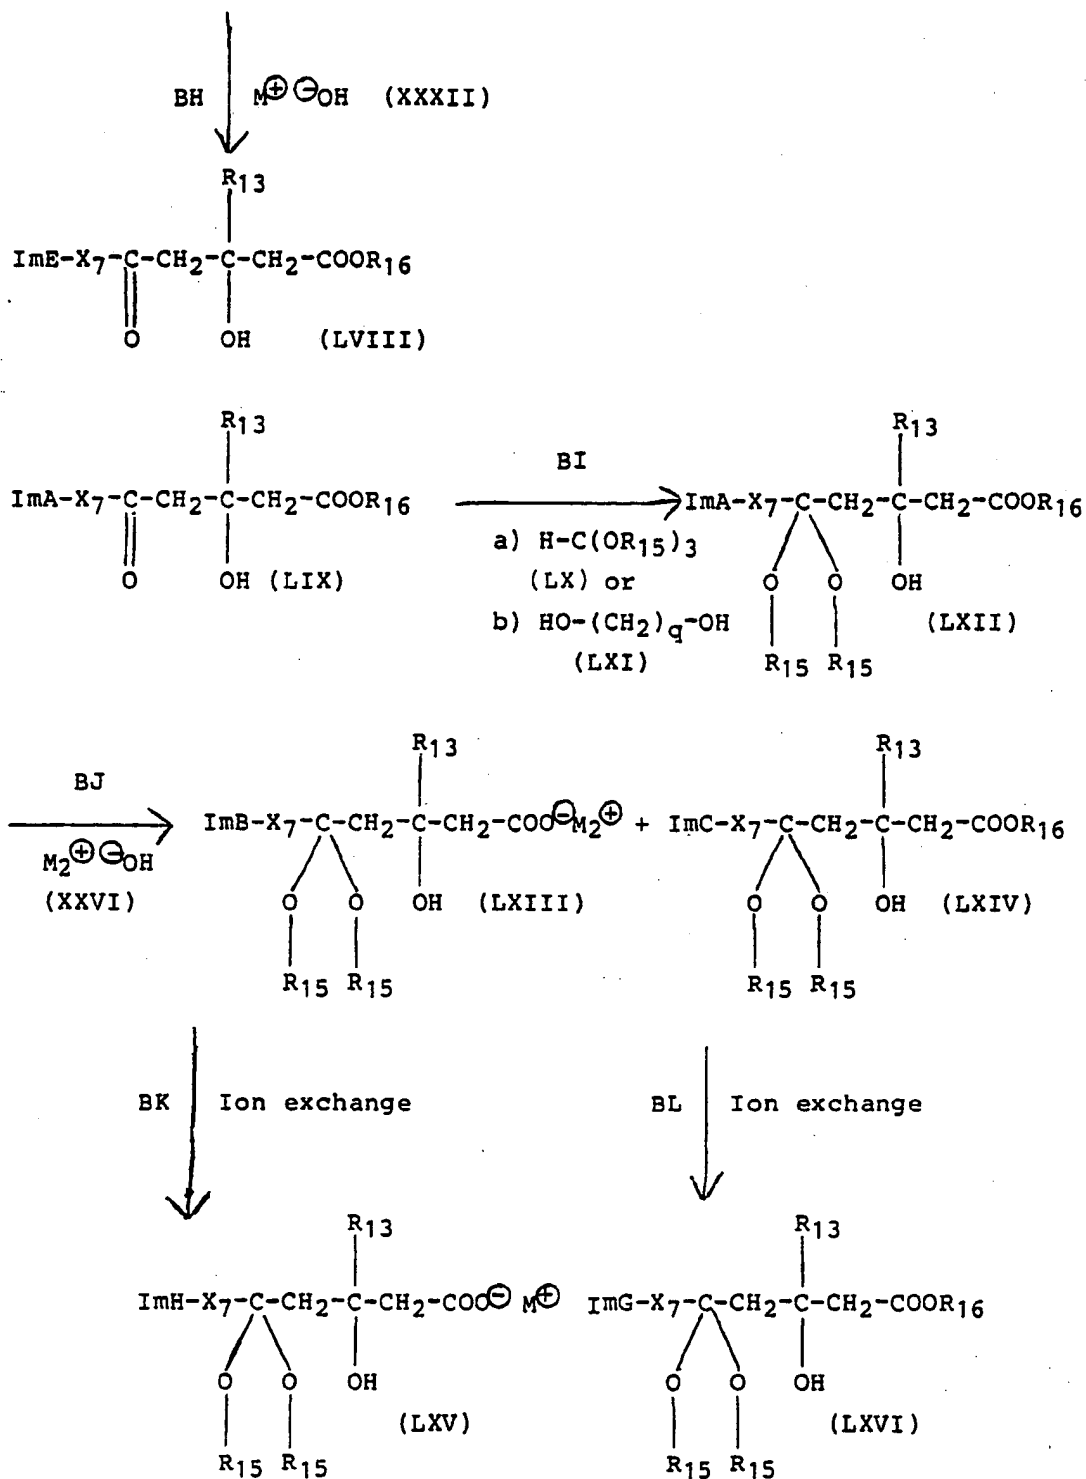 BH M⊕ ⊖OH (XXXII)
R13
ImE-X7-C-CH2-C-CH2-COOR16
O OH (LVIII)
R13
ImA-X7-C-CH2-C-CH2-COOR16
O OH (LIX)
BI
a) H-C(OR15)3
(LX) or
b) HO-(CH2)q-OH
(LXI)
R13
ImA-X7-C-CH2-C-CH2-COOR16
O O OH
(LXII)
R15 R15
BJ
M2⊕ ⊖OH
(XXVI)
R13
ImB-X7-C-CH2-C-CH2-COO⊖M2⊕ +
O O OH (LXIII)
R15 R15
R13
ImC-X7-C-CH2-C-CH2-COOR16
O O OH (LXIV)
R15 R15
BK Ion exchange
BL Ion exchange
R13
ImH-X7-C-CH2-C-CH2-COO⊖ M⊕
O O OH
(LXV)
R15 R15
R13
ImG-X7-C-CH2-C-CH2-COOR16
O O OH
(LXVI)
R15 R15